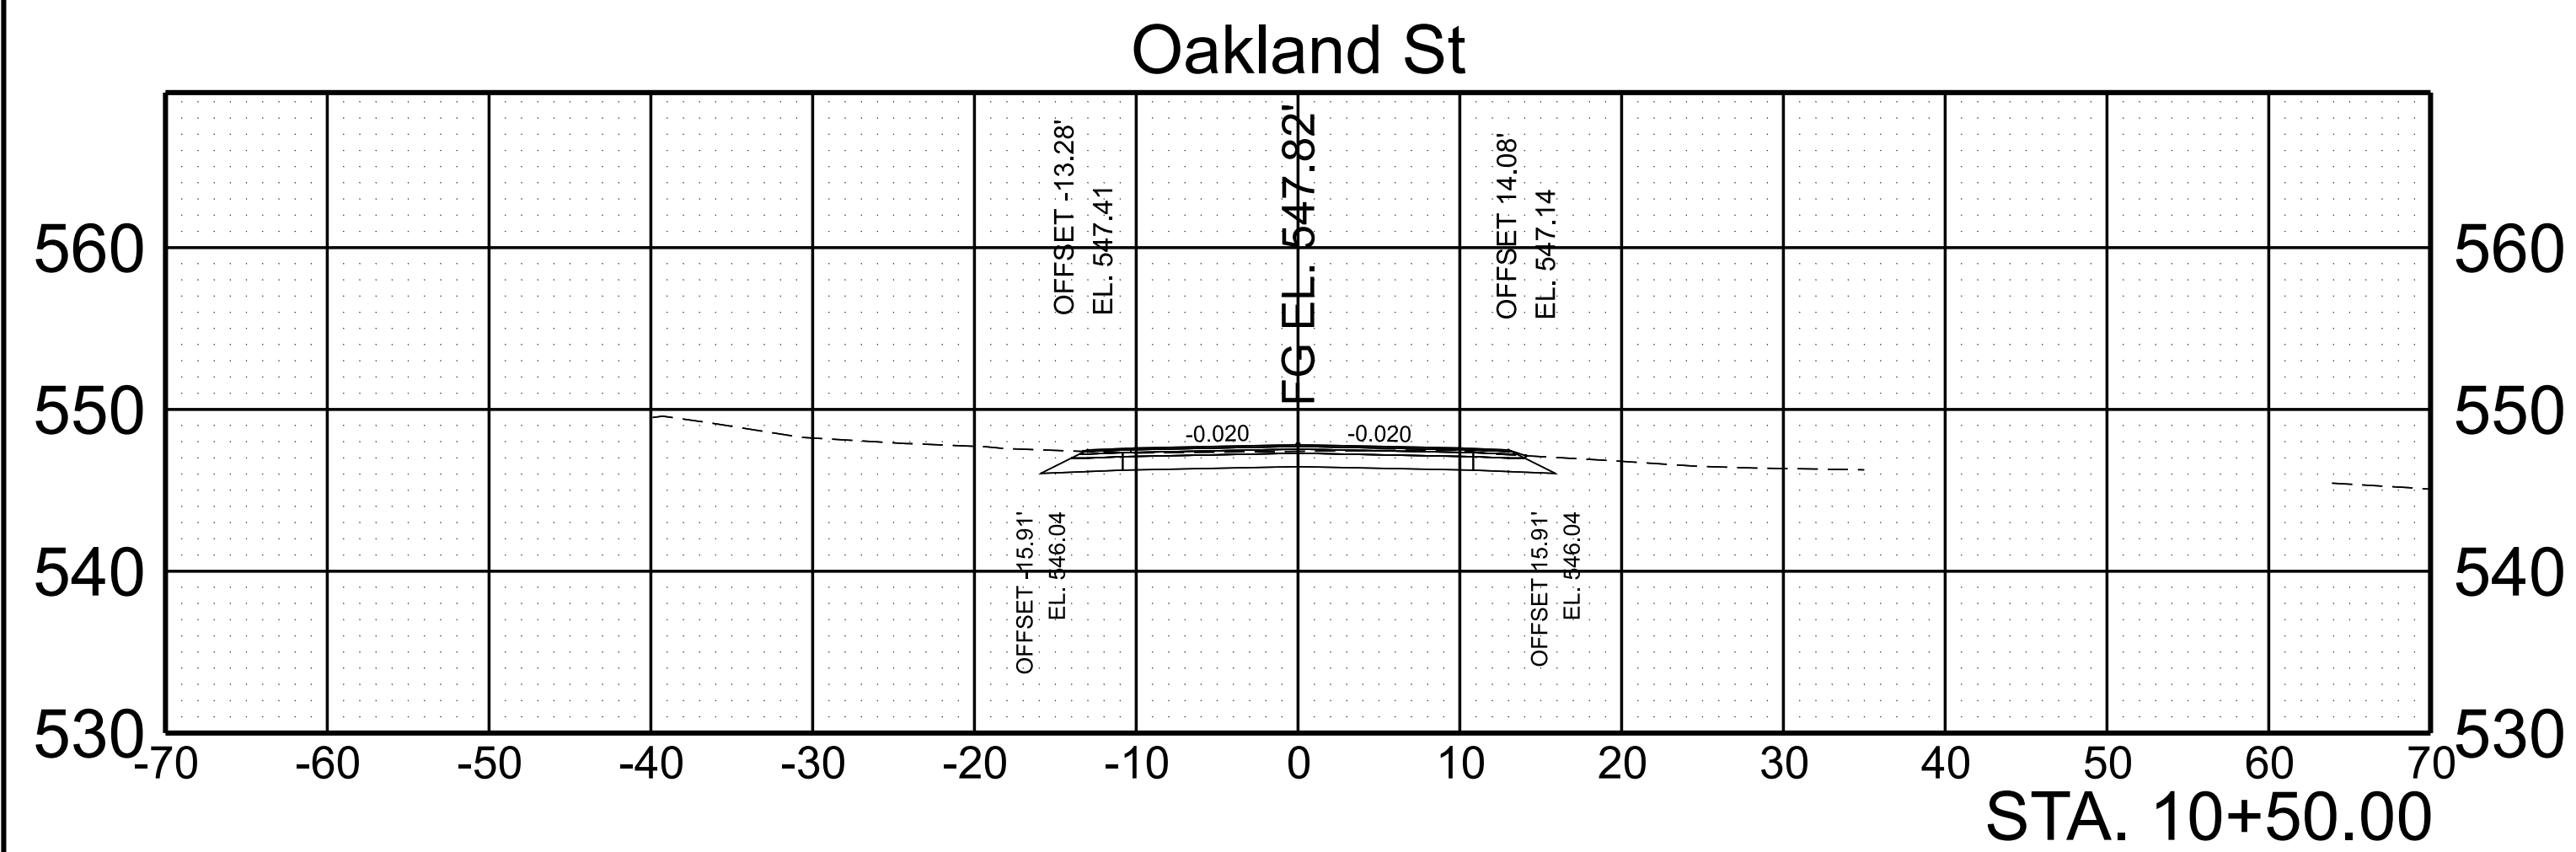 Oakland St
OFFSET -13.28'
EL. 547.41
FG EL. 547.82'
OFFSET 14.08'
EL. 547.14
560
560
550
550
-0.020
-0.020
540
540
OFFSET -15.91'
EL. 546.04
OFFSET 15.91'
EL. 546.04
530
530
-70 -60 -50 -40 -30 -20 -10 0 10 20 30 40 50 60 70
STA. 10+50.00